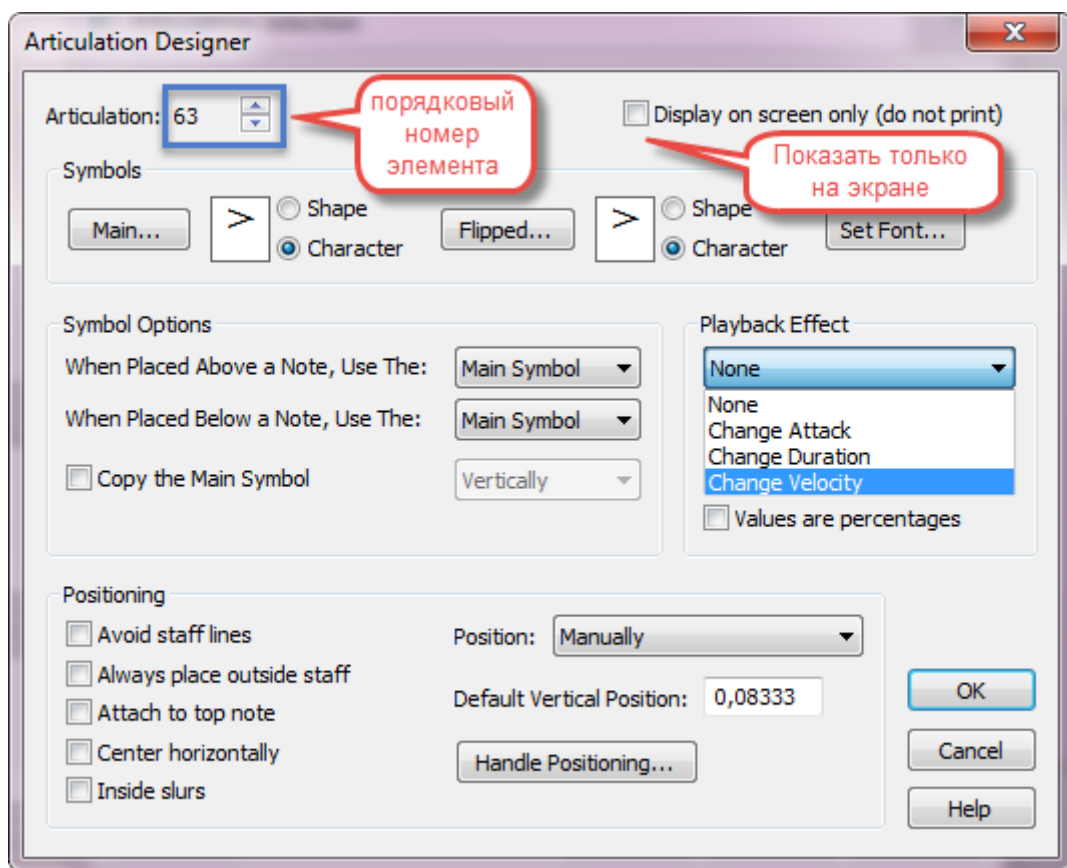 Articulation Designer
x
Articulation: 63
порядковый
номер
элемента
Display on screen only (do not print)
Показать только
на экране
Symbols
Main...
>
Shape
Character
Flipped...
>
Shape
Character
Set Font...
Symbol Options
When Placed Above a Note, Use The:
Main Symbol
When Placed Below a Note, Use The:
Main Symbol
Copy the Main Symbol
Vertically
Playback Effect
None
None
Change Attack
Change Duration
Change Velocity
Values are percentages
Positioning
Avoid staff lines
Always place outside staff
Attach to top note
Center horizontally
Inside slurs
Position: Manually
Default Vertical Position: 0,08333
Handle Positioning...
OK
Cancel
Help